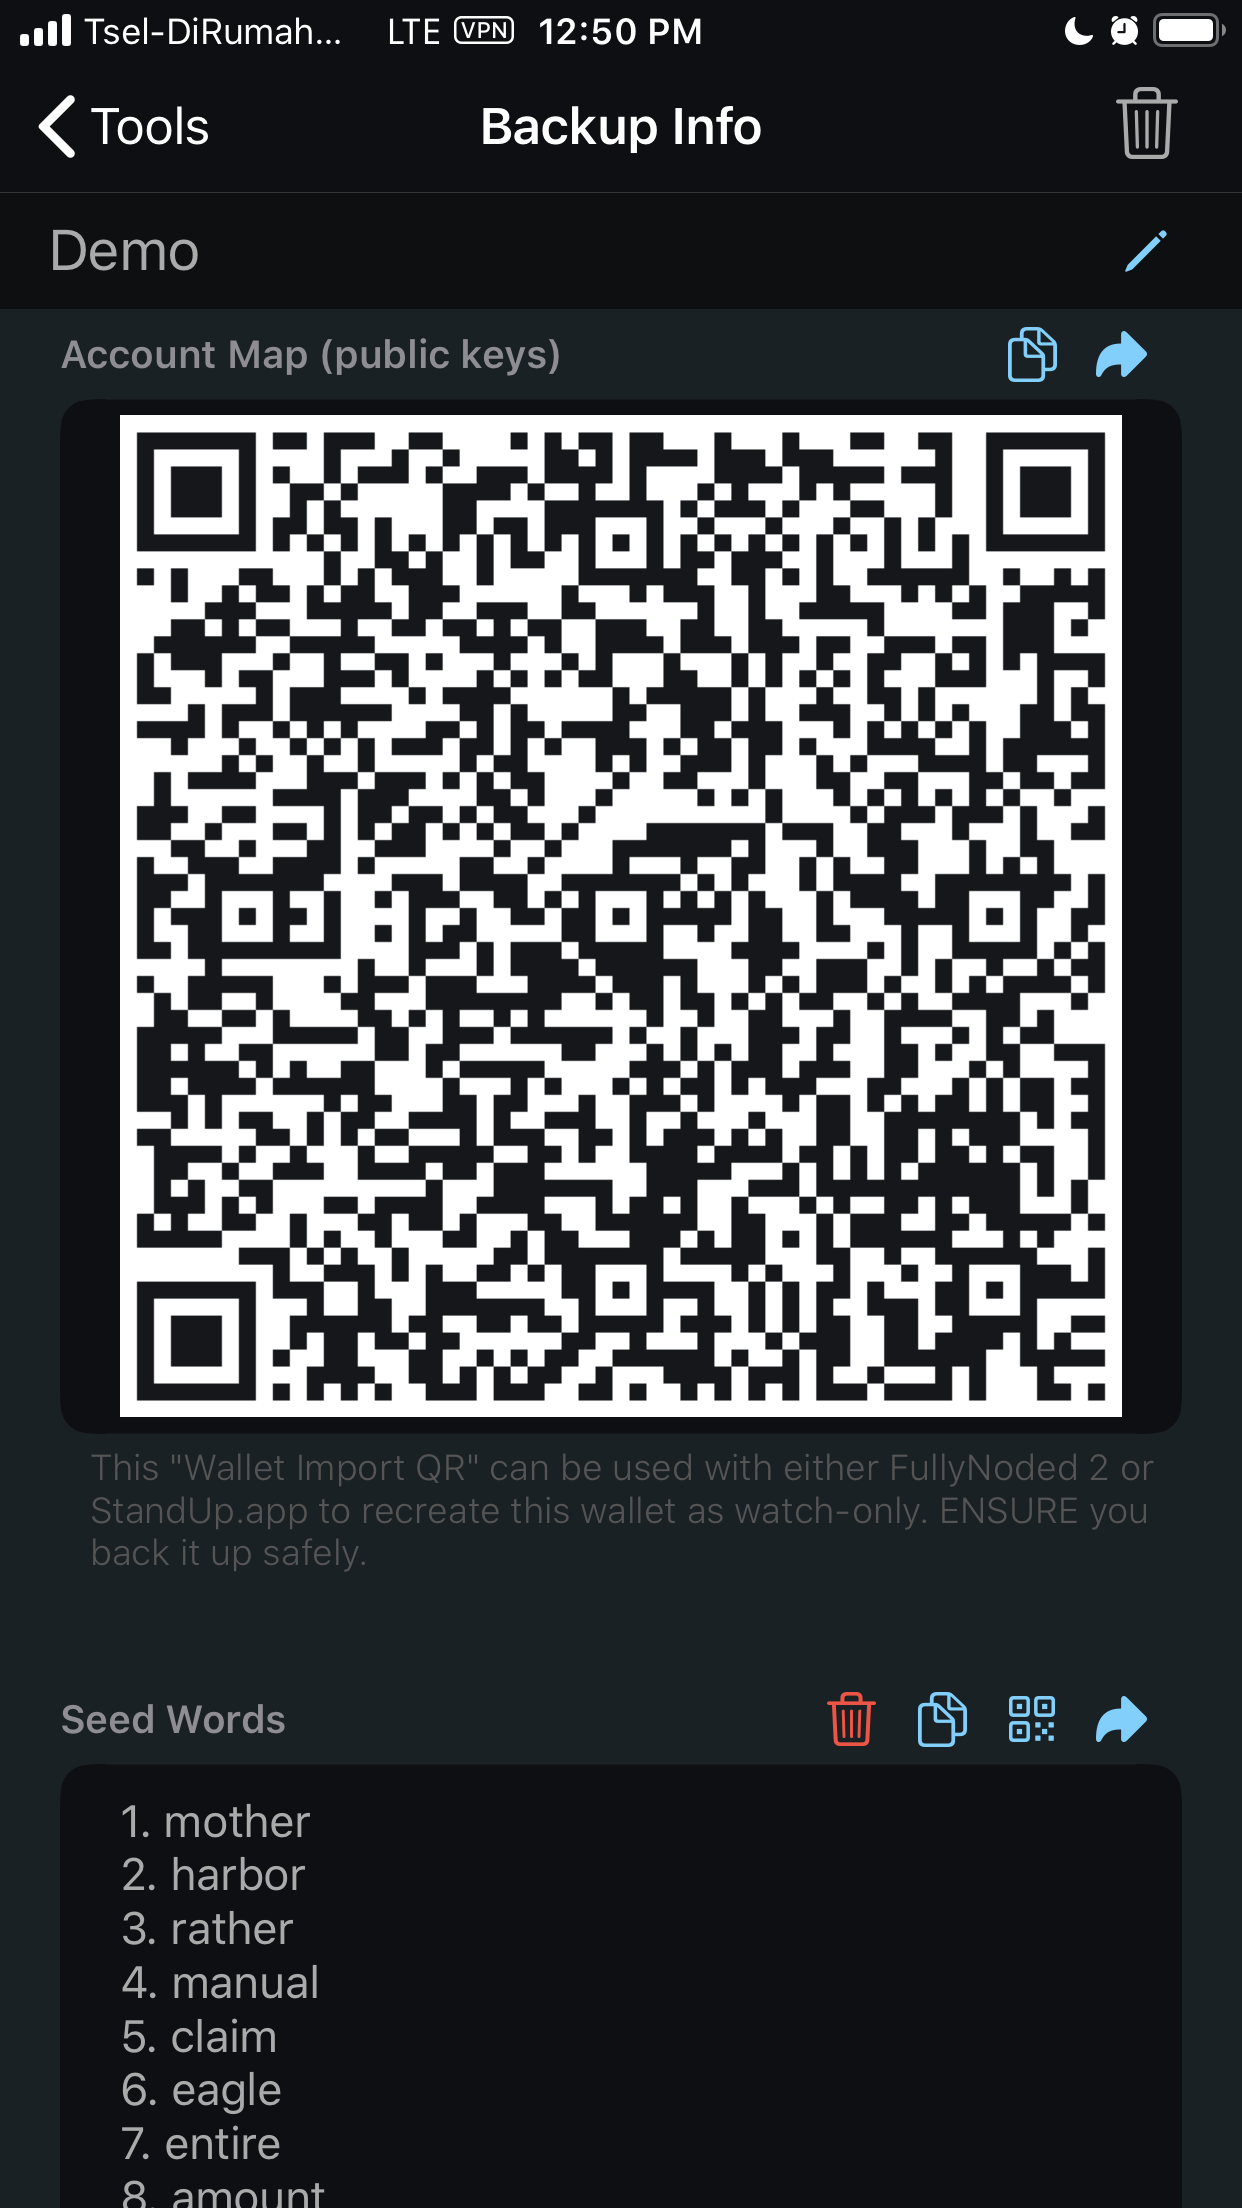 Tsel-DiRumah... LTE VPN 12:50 PM
Tools Backup Info
Demo
Account Map (public keys)
This "Wallet Import QR" can be used with either FullyNoded 2 or
StandUp.app to recreate this wallet as watch-only. ENSURE you
back it up safely.
Seed Words
1. mother
2. harbor
3. rather
4. manual
5. claim
6. eagle
7. entire
8. amount